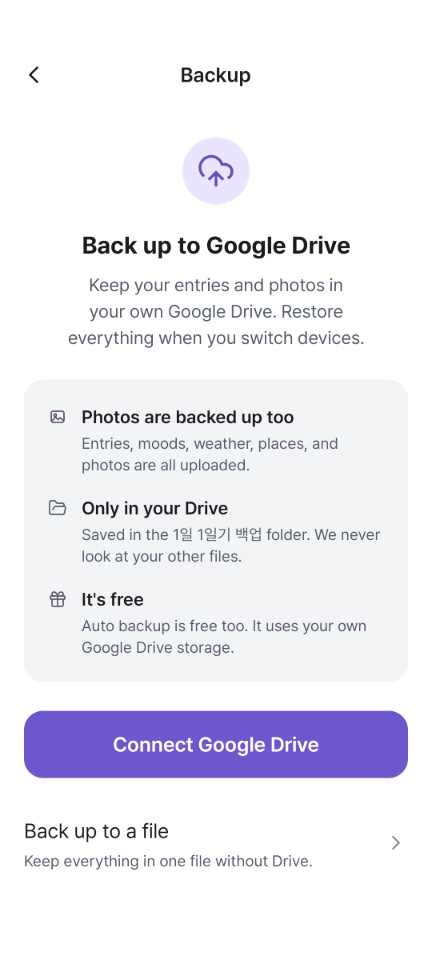 Backup
Back up to Google Drive
Keep your entries and photos in
your own Google Drive. Restore
everything when you switch devices.
Photos are backed up too
Entries, moods, weather, places, and
photos are all uploaded.
Only in your Drive
Saved in the 1일 1일기 백업 folder. We never
look at your other files.
It's free
Auto backup is free too. It uses your own
Google Drive storage.
Connect Google Drive
Back up to a file
Keep everything in one file without Drive.